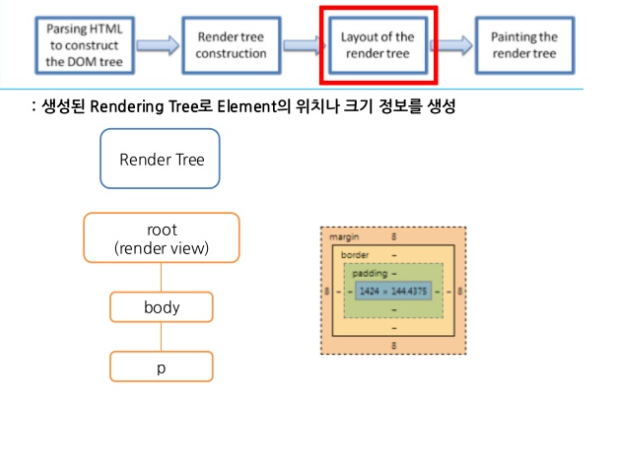 Parsing HTML
to construct
the DOM tree
Render tree
construction
Layout of the
render tree
Painting the
render tree
: 생성된 Rendering Tree로 Element의 위치나 크기 정보를 생성
Render Tree
root
(render view)
body
p
margin 8
border -
padding -
8 - - 1424 × 144.4375 - - 8
-
-
8